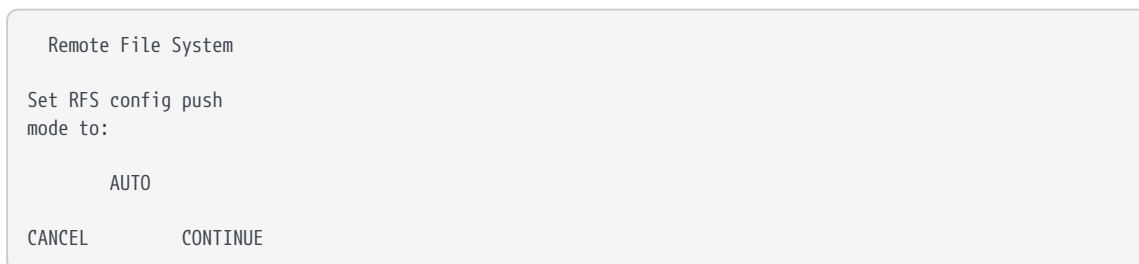 Remote File System
Set RFS config push
mode to:
AUTO
CANCEL CONTINUE